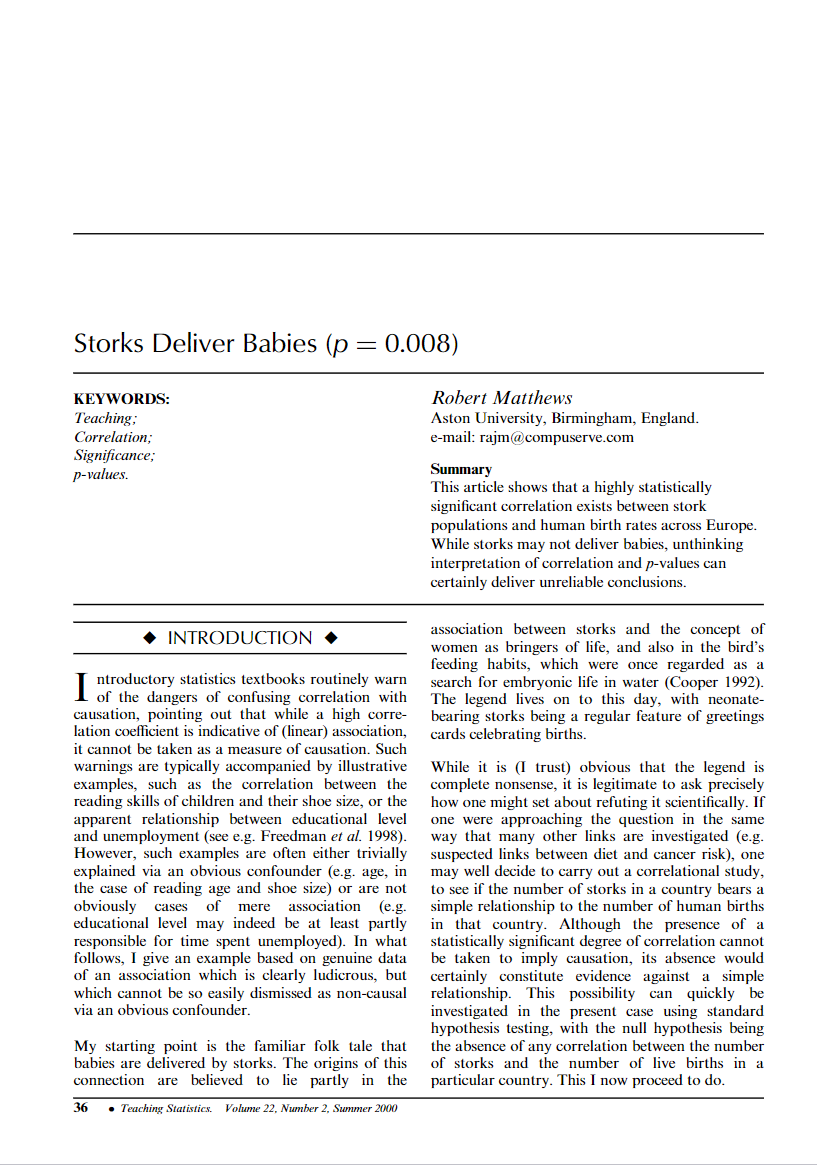 Storks Deliver Babies (p = 0.008)
KEYWORDS:
Teaching;
Correlation;
Significance;
p-values.
Robert Matthews
Aston University, Birmingham, England.
e-mail: rajm@compuserve.com
Summary
This article shows that a highly statistically
significant correlation exists between stork
populations and human birth rates across Europe.
While storks may not deliver babies, unthinking
interpretation of correlation and p-values can
certainly deliver unreliable conclusions.
◆ INTRODUCTION ◆
Introductory statistics textbooks routinely warn
of the dangers of confusing correlation with
causation, pointing out that while a high corre-
lation coefficient is indicative of (linear) association,
it cannot be taken as a measure of causation. Such
warnings are typically accompanied by illustrative
examples, such as the correlation between the
reading skills of children and their shoe size, or the
apparent relationship between educational level
and unemployment (see e.g. Freedman et al. 1998).
However, such examples are often either trivially
explained via an obvious confounder (e.g. age, in
the case of reading age and shoe size) or are not
obviously cases of mere association (e.g.
educational level may indeed be at least partly
responsible for time spent unemployed). In what
follows, I give an example based on genuine data
of an association which is clearly ludicrous, but
which cannot be so easily dismissed as non-causal
via an obvious confounder.
My starting point is the familiar folk tale that
babies are delivered by storks. The origins of this
connection are believed to lie partly in the
association between storks and the concept of
women as bringers of life, and also in the bird's
feeding habits, which were once regarded as a
search for embryonic life in water (Cooper 1992).
The legend lives on to this day, with neonate-
bearing storks being a regular feature of greetings
cards celebrating births.
While it is (I trust) obvious that the legend is
complete nonsense, it is legitimate to ask precisely
how one might set about refuting it scientifically. If
one were approaching the question in the same
way that many other links are investigated (e.g.
suspected links between diet and cancer risk), one
may well decide to carry out a correlational study,
to see if the number of storks in a country bears a
simple relationship to the number of human births
in that country. Although the presence of a
statistically significant degree of correlation cannot
be taken to imply causation, its absence would
certainly constitute evidence against a simple
relationship. This possibility can quickly be
investigated in the present case using standard
hypothesis testing, with the null hypothesis being
the absence of any correlation between the number
of storks and the number of live births in a
particular country. This I now proceed to do.
36 • Teaching Statistics. Volume 22, Number 2, Summer 2000